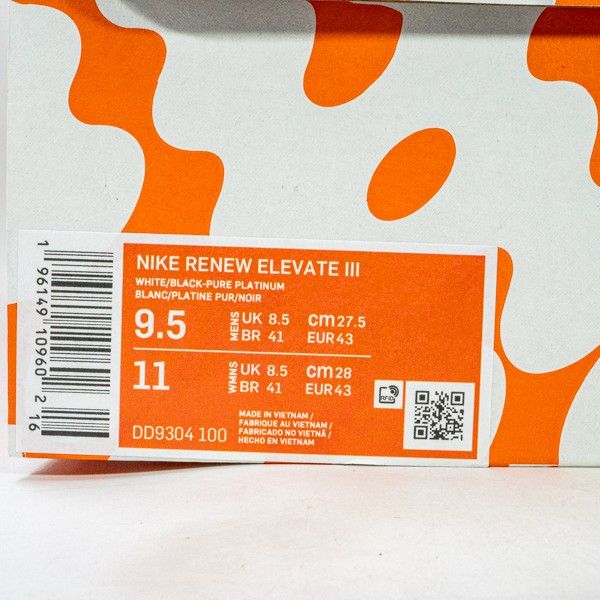 NIKE RENEW ELEVATE III
WHITE/BLACK-PURE PLATINUM
BLANC/PLATINE PUR/NOIR
9.5 MENS UK 8.5 cm 27.5
BR 41 EUR 43
11 WMNS UK 8.5 cm 28
BR 41 EUR 43
RFID
MADE IN VIETNAM /
FABRIQUE AU VIETNAM /
FABRICADO NO VIETNÃ /
HECHO EN VIETNAM
DD9304 100
1 96149 10960 2 16